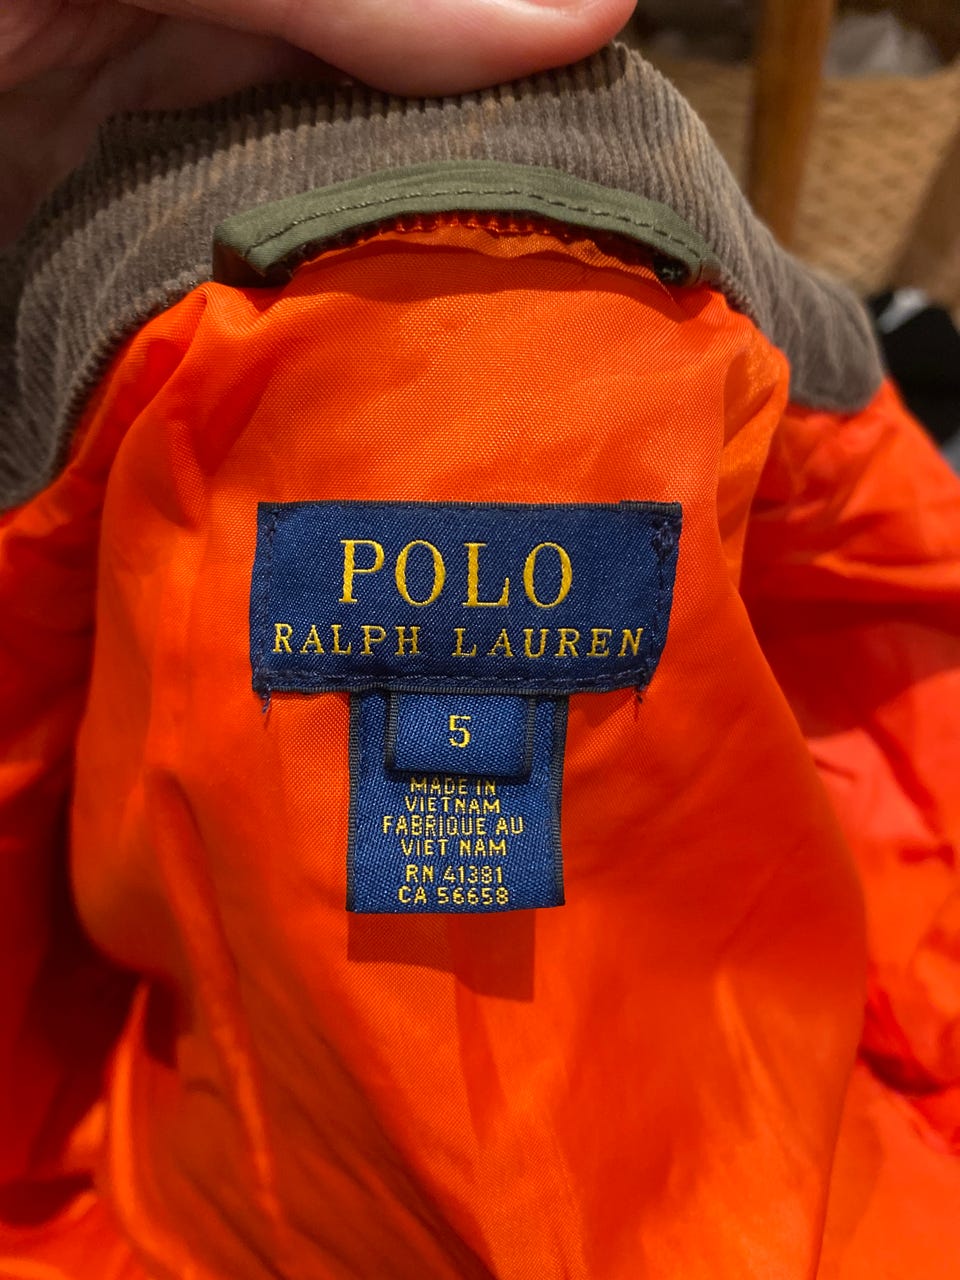 POLO
RALPH LAUREN
5
MADE IN
VIETNAM
FABRIQUE AU
VIET NAM
RN 41381
CA 56658